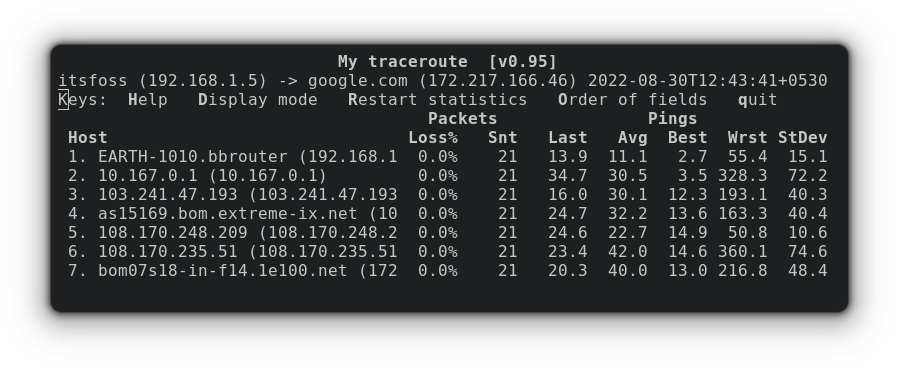 My traceroute  [v0.95]
itsfoss (192.168.1.5) -> google.com (172.217.166.46) 2022-08-30T12:43:41+0530
Keys:  Help   Display mode   Restart statistics   Order of fields   quit
                                     Packets               Pings
 Host                              Loss%   Snt   Last   Avg  Best  Wrst StDev
 1. EARTH-1010.bbrouter (192.168.1  0.0%    21   13.9  11.1   2.7  55.4  15.1
 2. 10.167.0.1 (10.167.0.1)         0.0%    21   34.7  30.5   3.5 328.3  72.2
 3. 103.241.47.193 (103.241.47.193  0.0%    21   16.0  30.1  12.3 193.1  40.3
 4. as15169.bom.extreme-ix.net (10  0.0%    21   24.7  32.2  13.6 163.3  40.4
 5. 108.170.248.209 (108.170.248.2  0.0%    21   24.6  22.7  14.9  50.8  10.6
 6. 108.170.235.51 (108.170.235.51  0.0%    21   23.4  42.0  14.6 360.1  74.6
 7. bom07s18-in-f14.1e100.net (172  0.0%    21   20.3  40.0  13.0 216.8  48.4